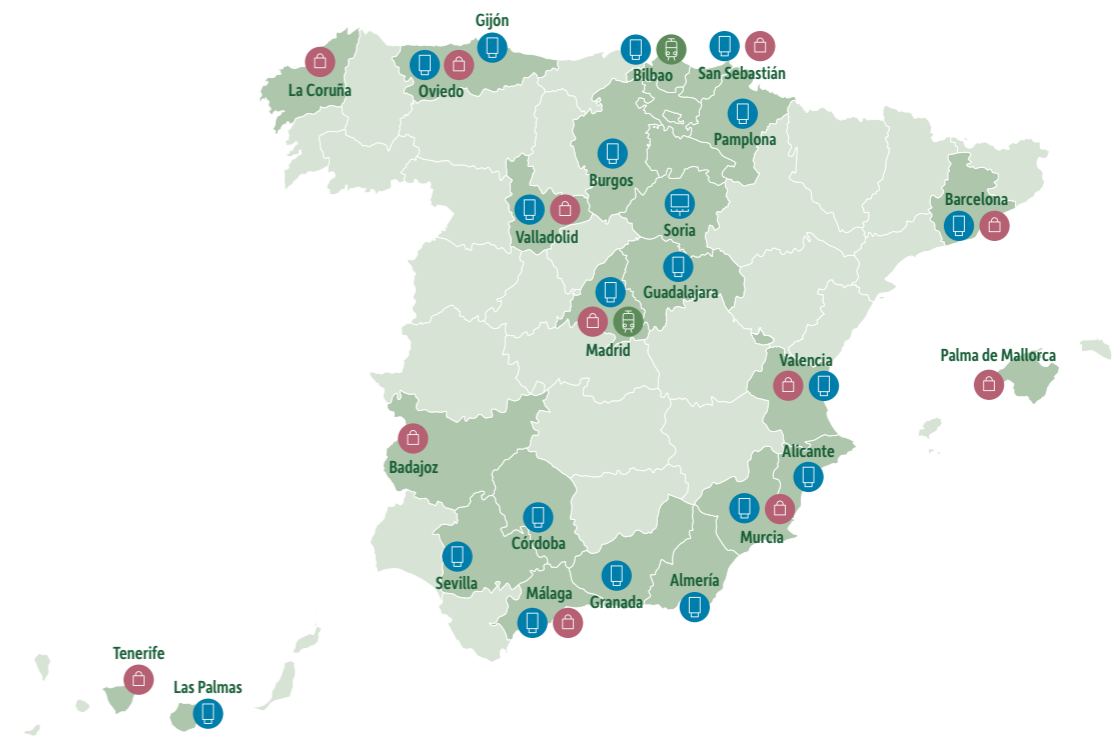 Gijón
La Coruña
Oviedo
Bilbao
San Sebastián
Pamplona
Burgos
Barcelona
Valladolid
Soria
Guadalajara
Madrid
Valencia
Palma de Mallorca
Badajoz
Alicante
Córdoba
Murcia
Sevilla
Almería
Málaga
Granada
Tenerife
Las Palmas